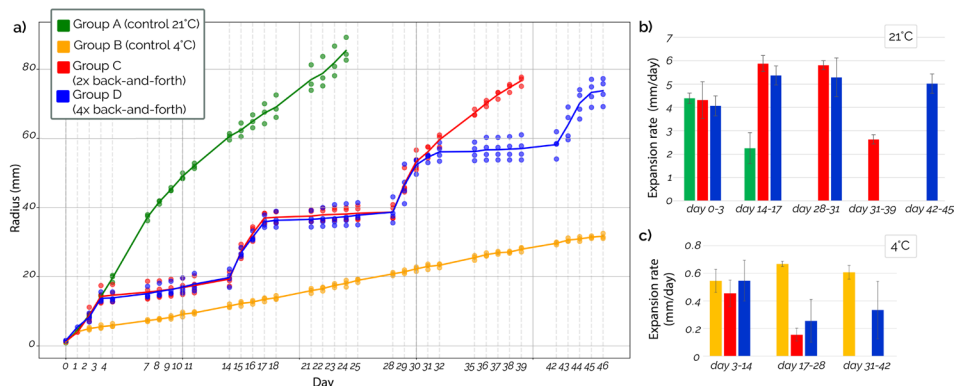 a)
Group A (control 21°C)
Group B (control 4°C)
Group C
(2x back-and-forth)
Group D
(4x back-and-forth)
80
60
40
20
0
Radius (mm)
0 1 2 3 4 7 8 9 10 11 14 15 16 17 18 21 22 23 24 25 28 29 30 31 32 35 36 37 38 39 42 43 44 45 46
Day
b)
21°C
7
6
5
4
3
2
1
0
Expansion rate (mm/day)
day 0-3 day 14-17 day 28-31 day 31-39 day 42-45
c)
4°C
0.8
0.6
0.4
0.2
0
Expansion rate
(mm/day)
day 3-14 day 17-28 day 31-42